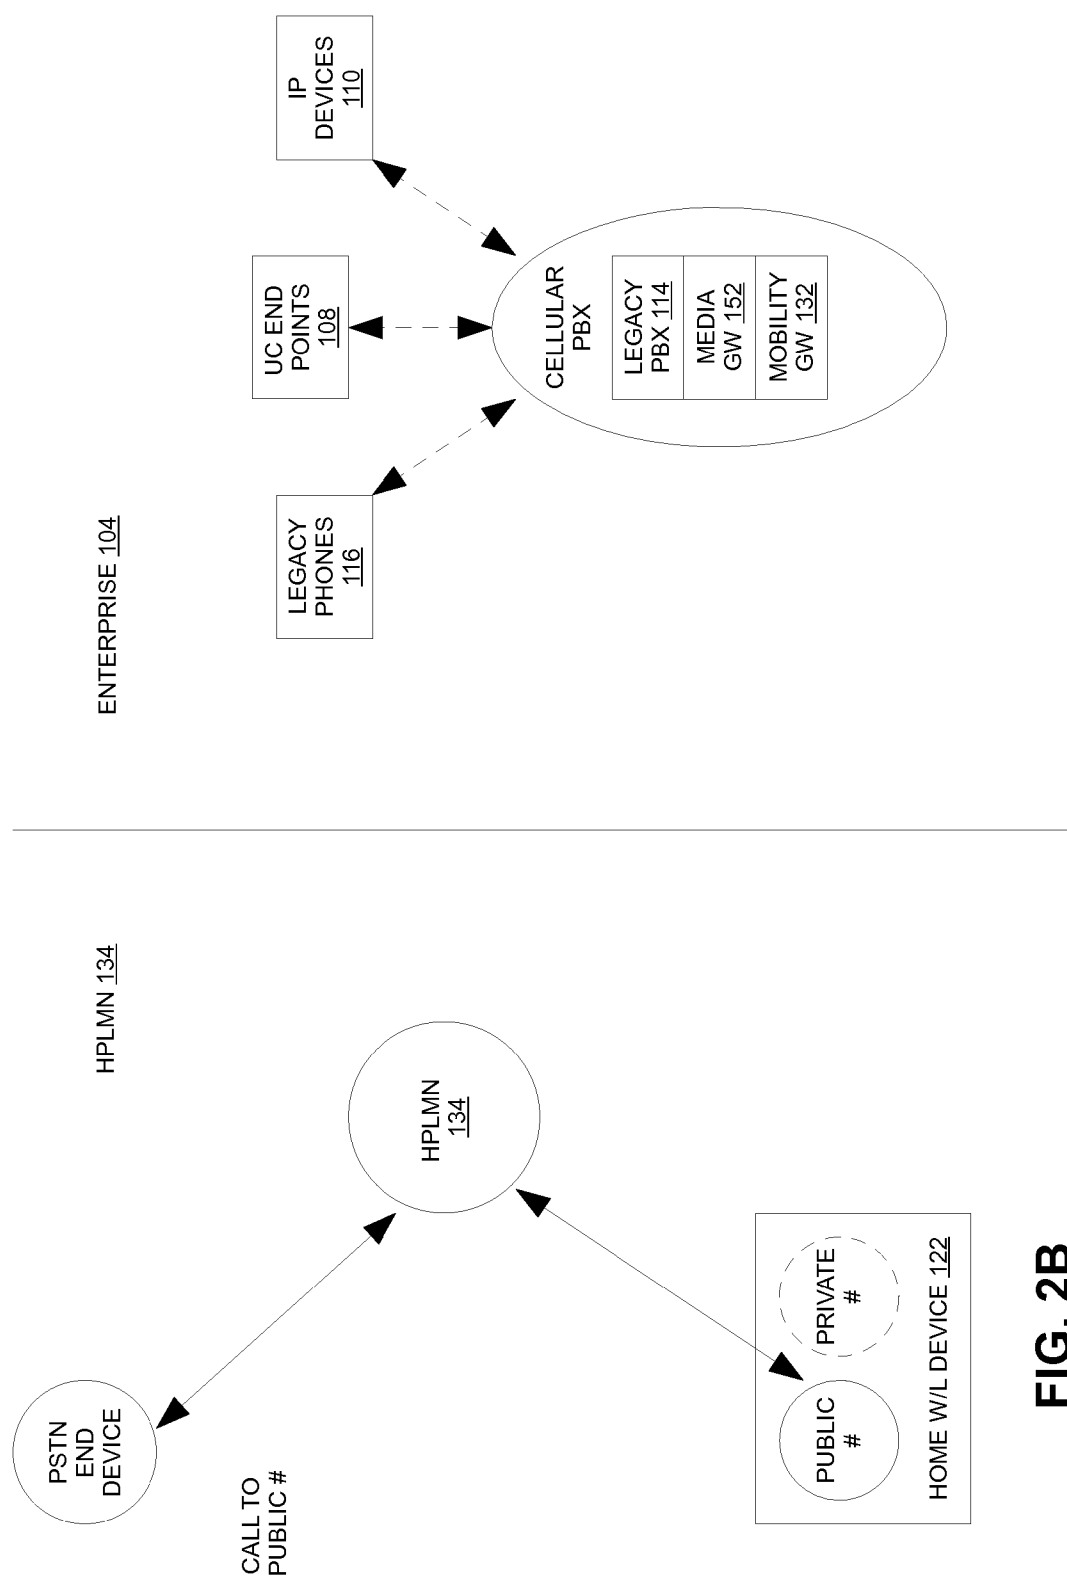 HPLMN 134
ENTERPRISE 104
PSTN
END
DEVICE
CALL TO
PUBLIC #
HPLMN
134
PUBLIC
#
PRIVATE
#
HOME W/L DEVICE 122
LEGACY
PHONES
116
UC END
POINTS
108
IP
DEVICES
110
CELLULAR
PBX
LEGACY
PBX 114
MEDIA
GW 152
MOBILITY
GW 132
FIG. 2B